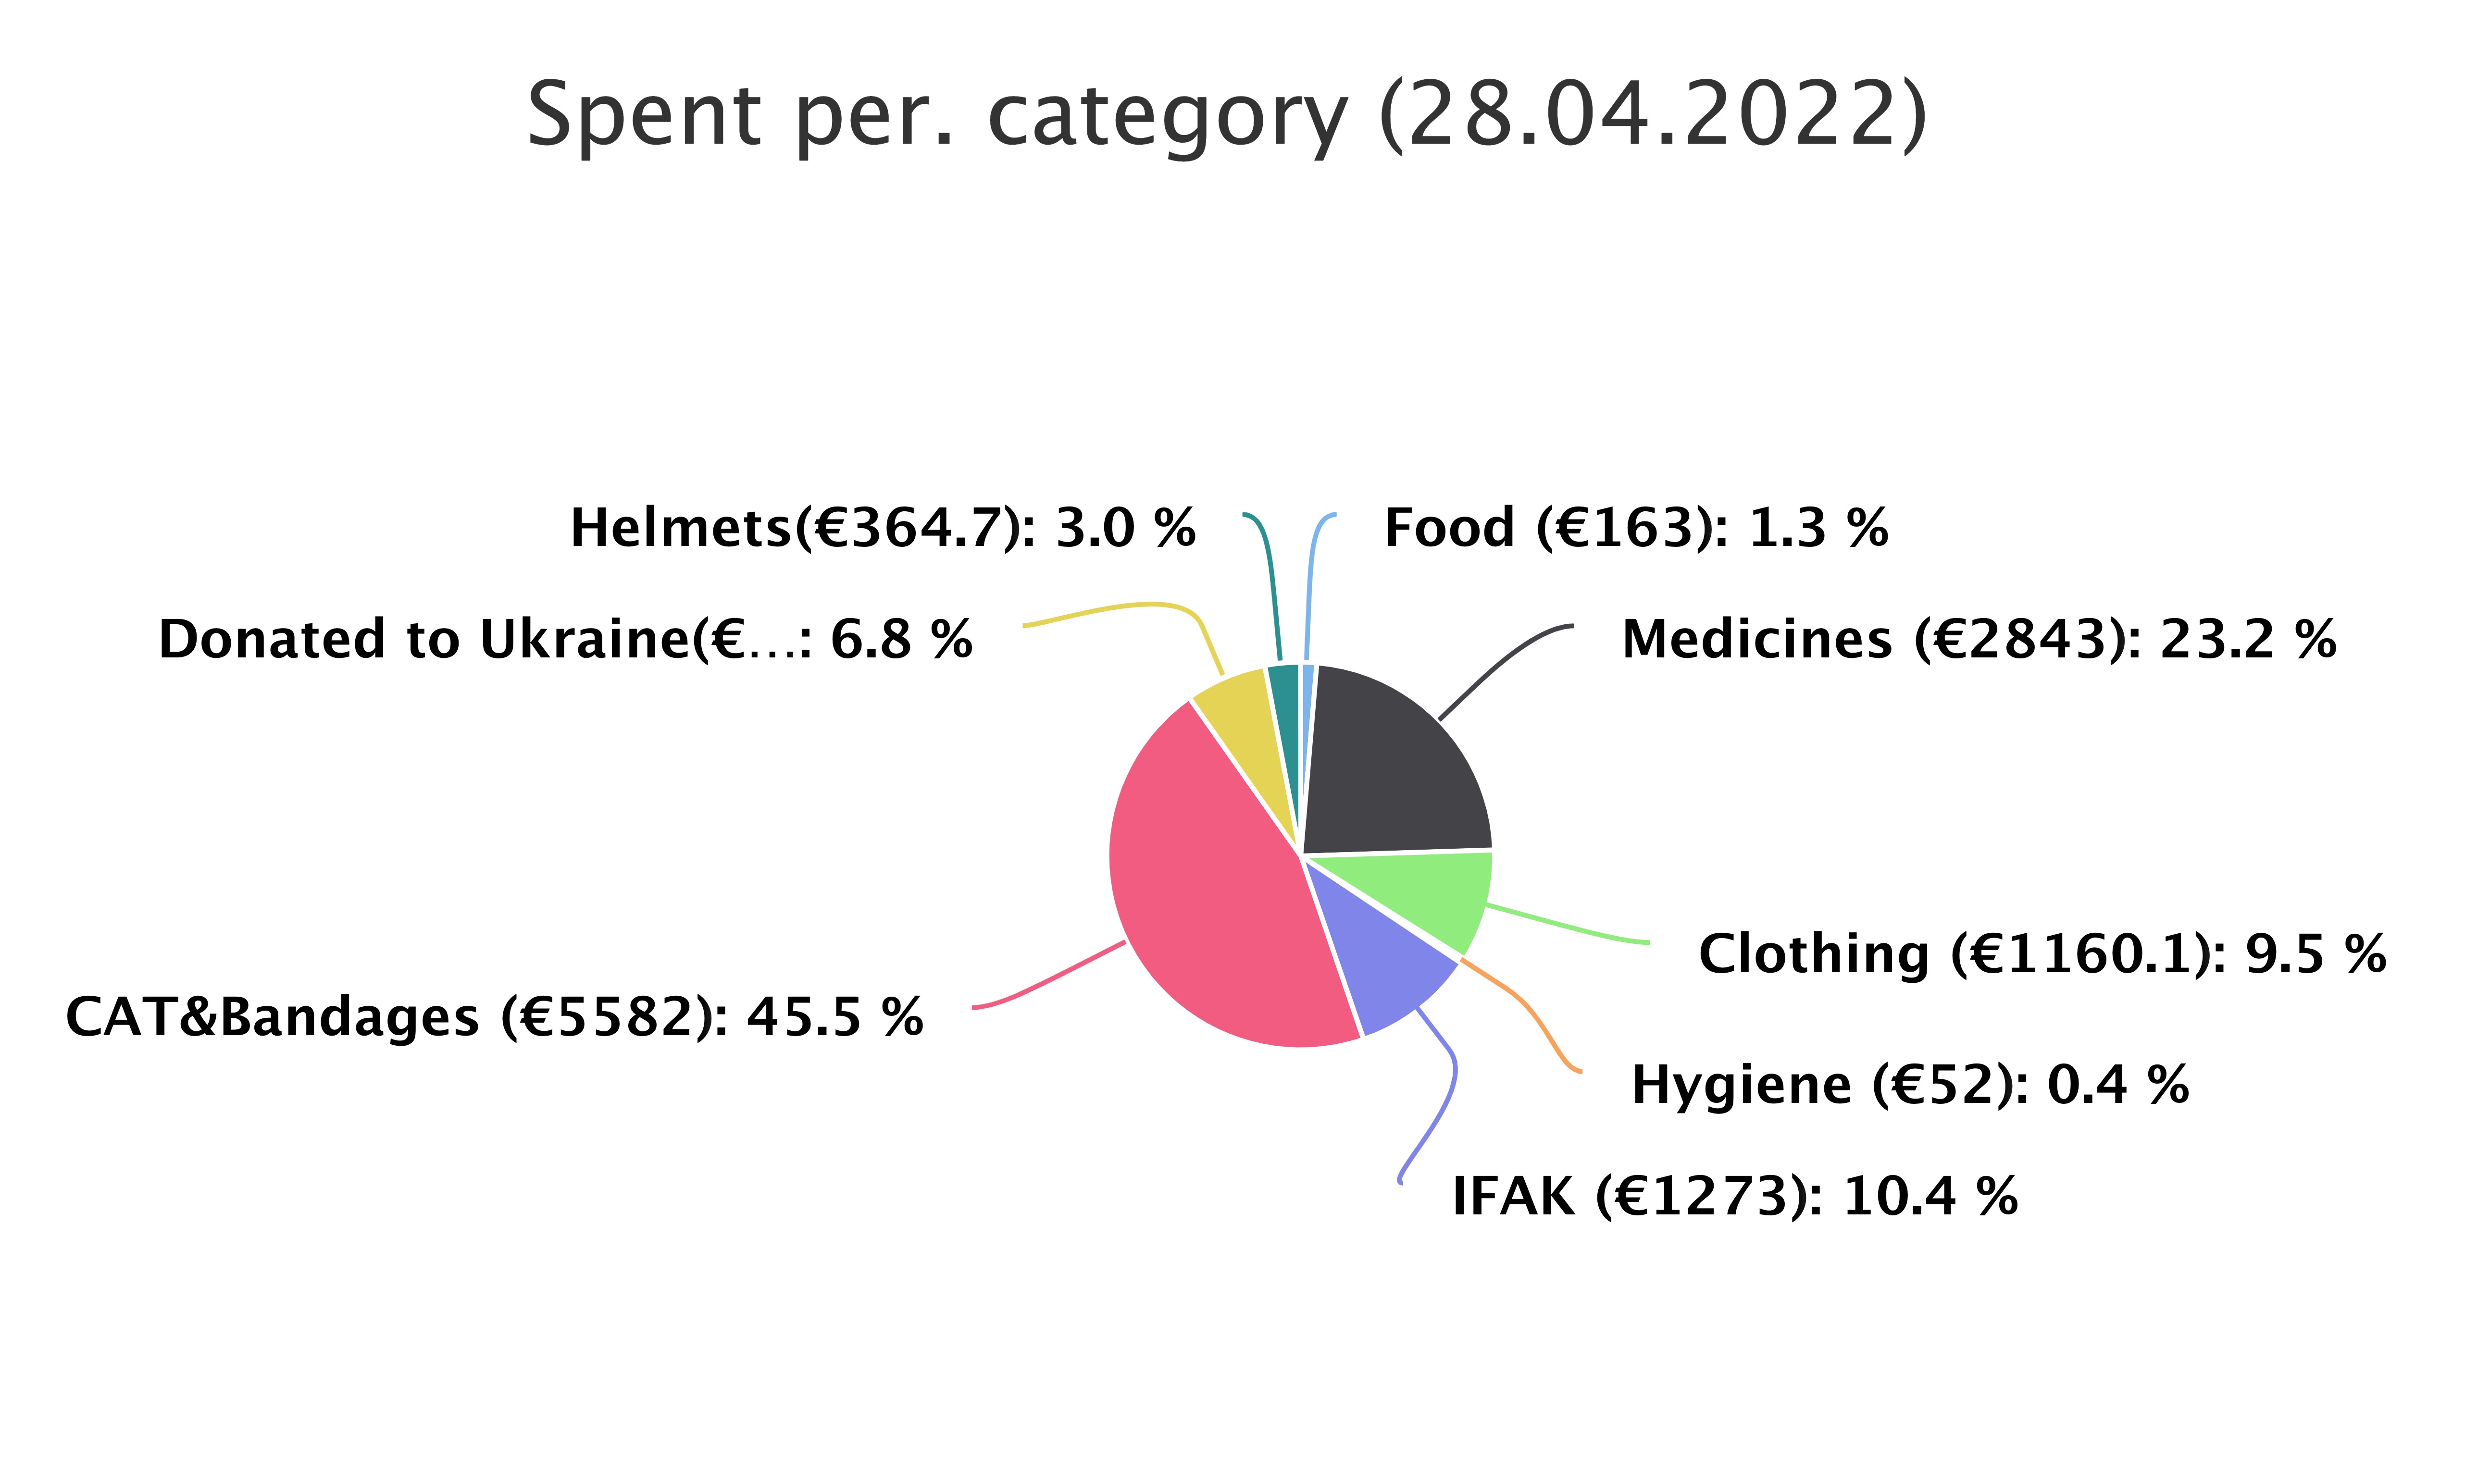 Spent per. category (28.04.2022)
Helmets(€364.7): 3.0 %
Food (€163): 1.3 %
Donated to Ukraine(€…: 6.8 %
Medicines (€2843): 23.2 %
Clothing (€1160.1): 9.5 %
CAT&Bandages (€5582): 45.5 %
Hygiene (€52): 0.4 %
IFAK (€1273): 10.4 %